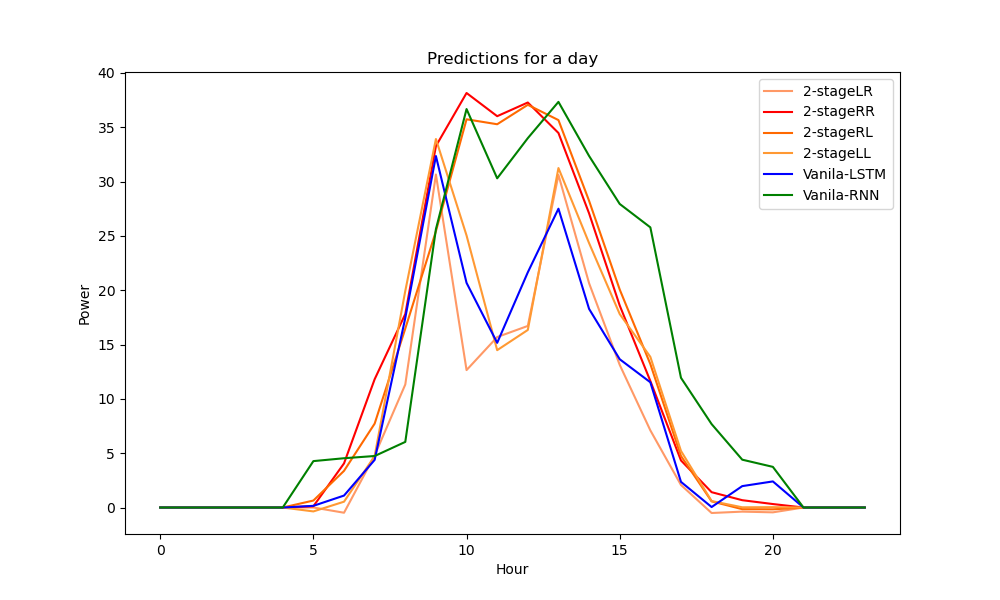 Predictions for a day
40
35
30
25
20
15
10
5
0
Power
0 5 10 15 20
Hour
2-stageLR
2-stageRR
2-stageRL
2-stageLL
Vanila-LSTM
Vanila-RNN